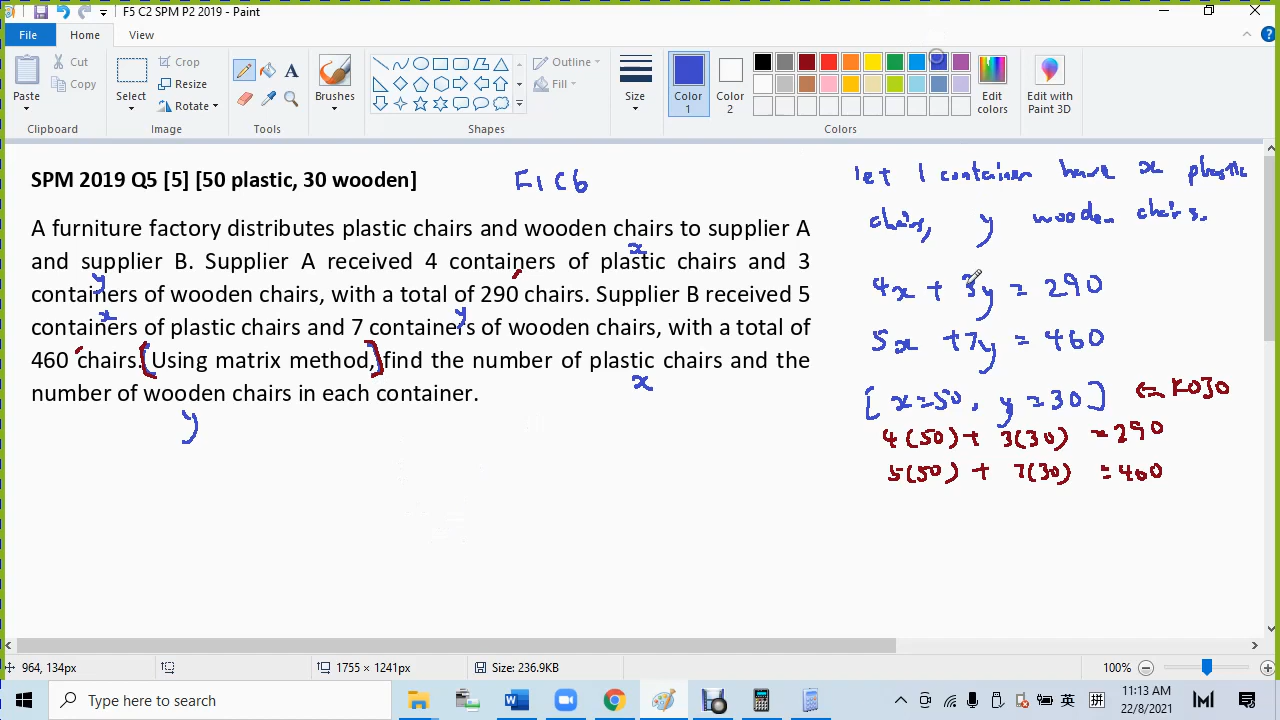 F5 C2 SPM P2 2019 - Paint
File Home View
Paste
Cut
Copy
Clipboard
Select
Crop
Resize
Rotate
Image
A
Tools
Brushes
Shapes
Outline
Fill
Size
Color 1
Color 2
Colors
Edit colors
Edit with Paint 3D
SPM 2019 Q5 [5] [50 plastic, 30 wooden]
F1 C6
A furniture factory distributes plastic chairs and wooden chairs to supplier A
x
and supplier B. Supplier A received 4 containers of plastic chairs and 3
y
containers of wooden chairs, with a total of 290 chairs. Supplier B received 5
x y
containers of plastic chairs and 7 containers of wooden chairs, with a total of
460 chairs. (Using matrix method,) find the number of plastic chairs and the
x
number of wooden chairs in each container.
y
let 1 container have x plastic
chairs, y wooden chairs.
4x + 3y = 290
5x + 7y = 460
[ x = 50, y = 30 ] ⇐ K0J0
4(50) + 3(30) = 290
5(50) + 7(30) = 460
964, 134px
1755 × 1241px
Size: 236.9KB
100%
Type here to search
英
拼
11:13 AM
22/8/2021